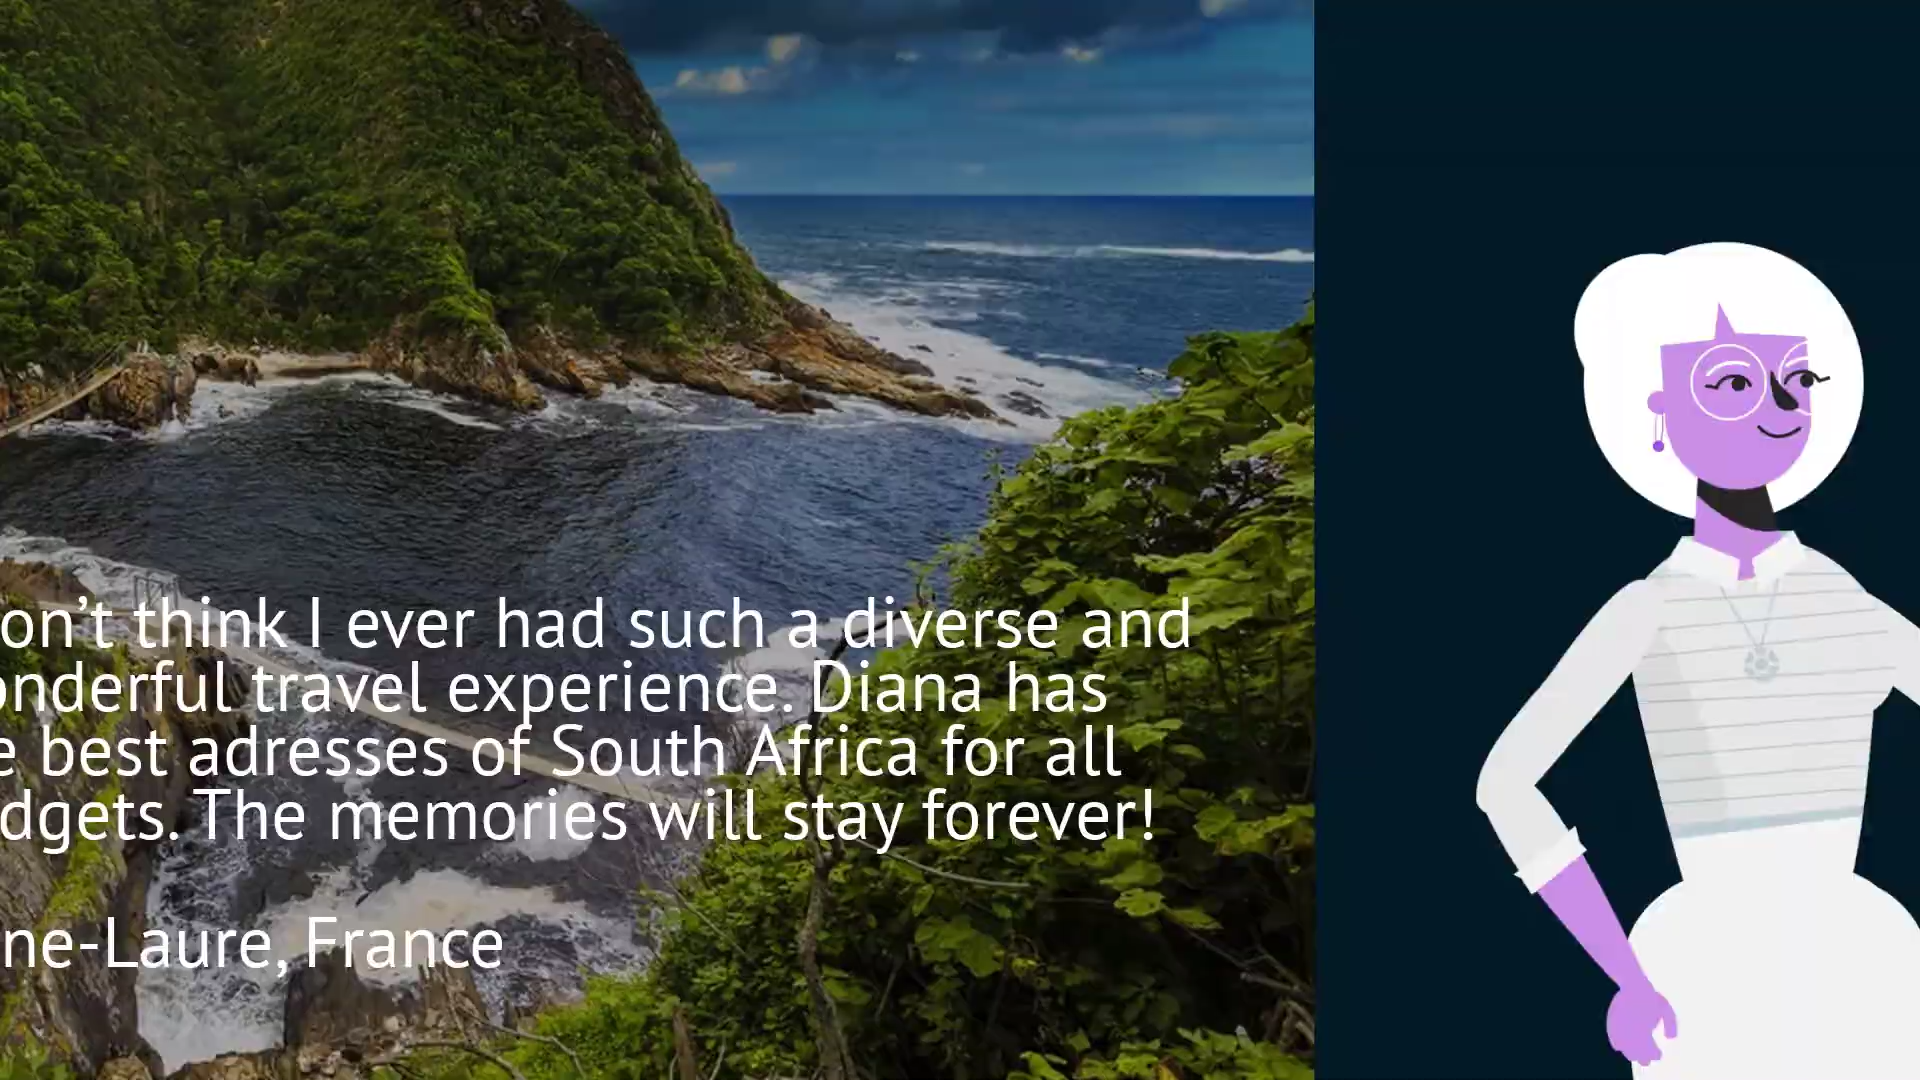 on't think I ever had such a diverse and
onderful travel experience. Diana has
e best adresses of South Africa for all
dgets. The memories will stay forever!
ne-Laure, France